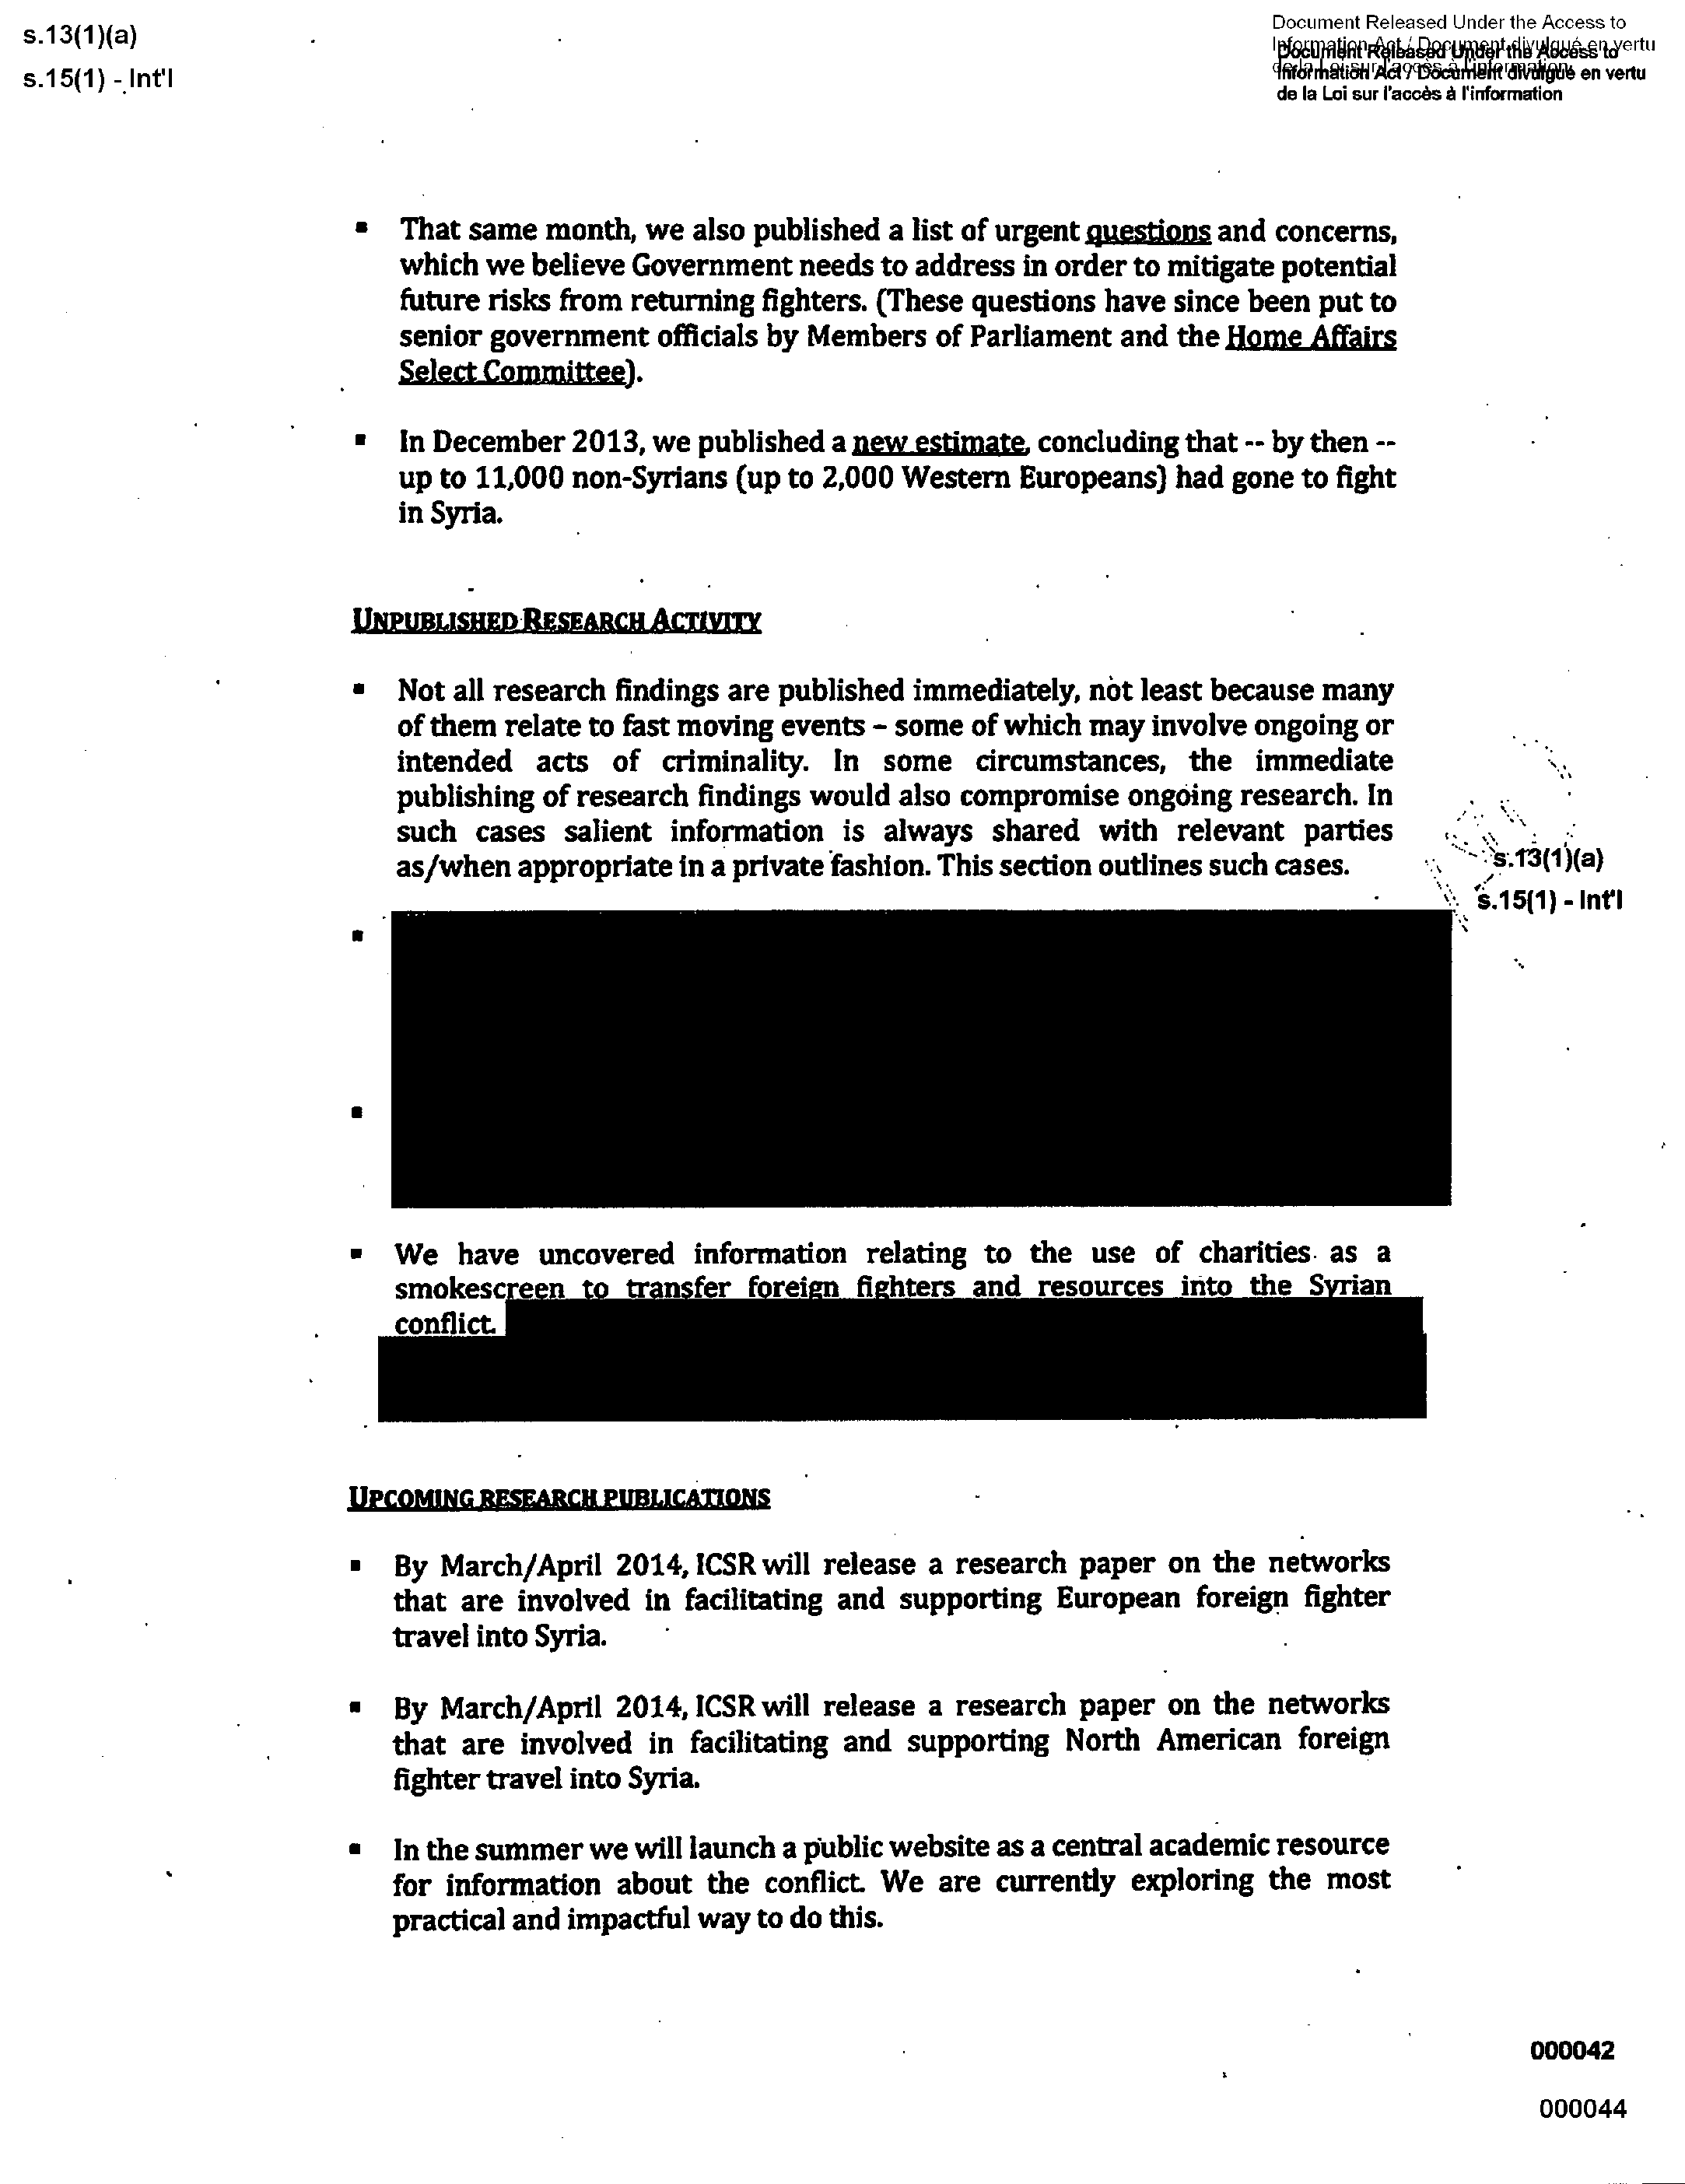 s.13(1)(a)
s.15(1) - Int'l
Document Released Under the Access to
Information Act / Document divulgué en vertu
de la Loi sur l'accès à l'information.
Document Released Under the Access to
Information Act / Document divulgué en vertu
de la Loi sur l'accès à l'information
▪ That same month, we also published a list of urgent questions and concerns,
which we believe Government needs to address in order to mitigate potential
future risks from returning fighters. (These questions have since been put to
senior government officials by Members of Parliament and the Home Affairs
Select Committee).
▪ In December 2013, we published a new estimate, concluding that -- by then --
up to 11,000 non-Syrians (up to 2,000 Western Europeans) had gone to fight
in Syria.
UNPUBLISHED RESEARCH ACTIVITY
▪ Not all research findings are published immediately, not least because many
of them relate to fast moving events – some of which may involve ongoing or
intended acts of criminality. In some circumstances, the immediate
publishing of research findings would also compromise ongoing research. In
such cases salient information is always shared with relevant parties
as/when appropriate in a private fashion. This section outlines such cases.
s.13(1)(a)
s.15(1) - Int'l
▪
▪
▪ We have uncovered information relating to the use of charities as a
smokescreen to transfer foreign fighters and resources into the Syrian
conflict.
UPCOMING RESEARCH PUBLICATIONS
▪ By March/April 2014, ICSR will release a research paper on the networks
that are involved in facilitating and supporting European foreign fighter
travel into Syria.
▪ By March/April 2014, ICSR will release a research paper on the networks
that are involved in facilitating and supporting North American foreign
fighter travel into Syria.
▪ In the summer we will launch a public website as a central academic resource
for information about the conflict. We are currently exploring the most
practical and impactful way to do this.
000042
000044